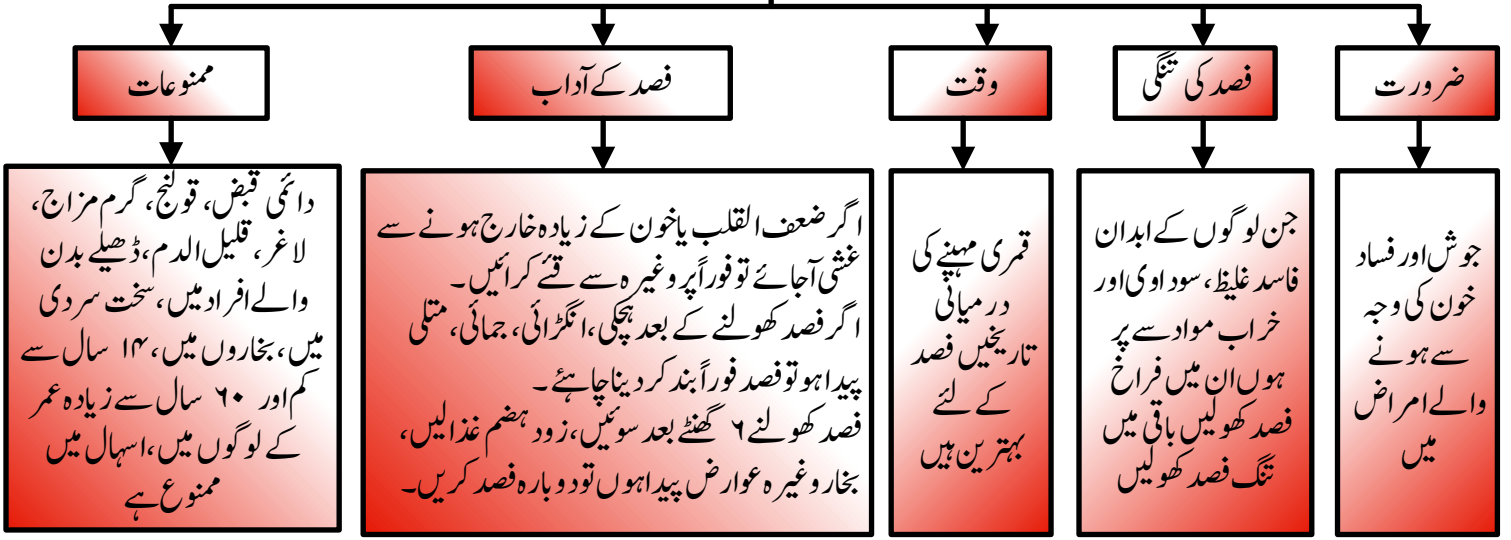 ضرورت
فصد کی تنگی
وقت
فصد کے آداب
ممنوعات
جوش اور فساد
خون کی وجہ
سے ہونے
والے امراض
میں
جن لوگوں کے ابدان
فاسد غلیظ، سوداوی اور
خراب مواد سے پر
ہوں ان میں فراخ
فصد کھولیں باقی میں
تنگ فصد کھولیں
قمری مہینے کی
درمیانی
تاریخیں فصد
کے لئے
بہترین ہیں
اگر ضعف القلب یا خون کے زیادہ خارج ہونے سے
غشی آجائے تو فوراً پر وغیرہ سے قئے کرائیں۔
اگر فصد کھولنے کے بعد ہچکی، انگڑائی، جمائی، متلی
پیدا ہو تو فصد فوراً بند کر دینا چاہئے۔
فصد کھولنے ۶ گھنٹے بعد سوئیں، زود ہضم غذا لیں،
بخار وغیرہ عوارض پیدا ہوں تو دوبارہ فصد کریں۔
دائمی قبض، قولنج، گرم مزاج،
لاغر، قلیل الدم، ڈھیلے بدن
والے افراد میں، سخت سردی
میں، بخاروں میں، ۱۴ سال سے
کم اور ۶۰ سال سے زیادہ عمر
کے لوگوں میں، اسہال میں
ممنوع ہے